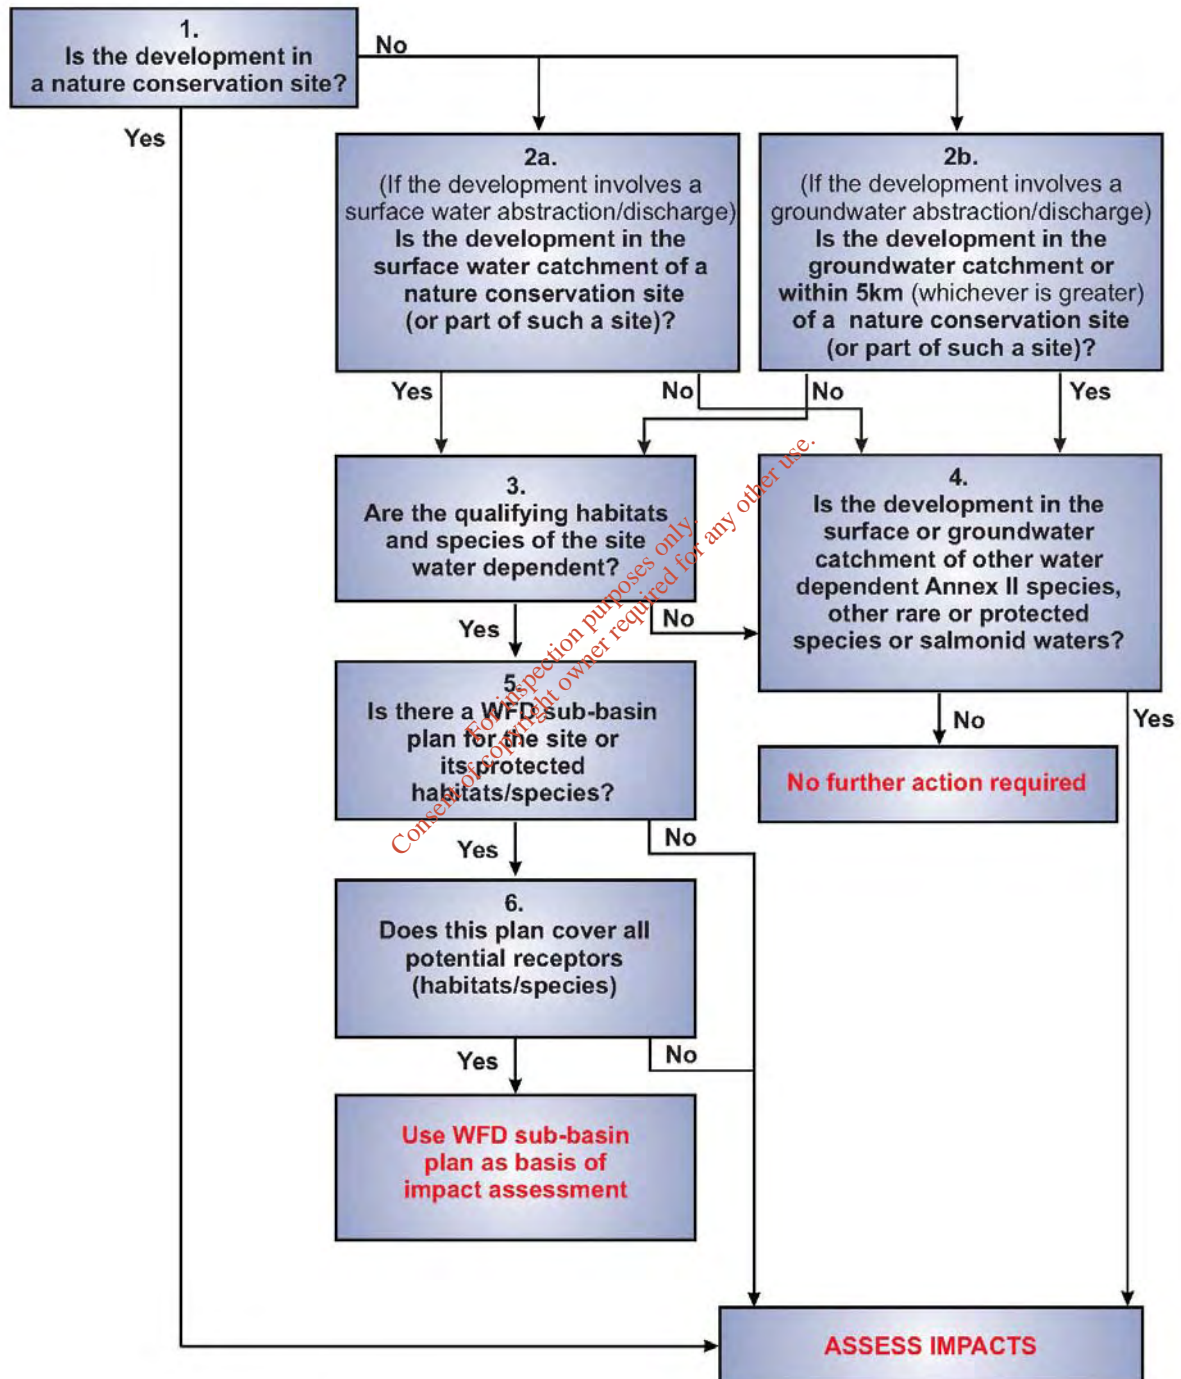 1.
Is the development in
a nature conservation site?
No
Yes
2a.
(If the development involves a
surface water abstraction/discharge)
Is the development in the
surface water catchment of a
nature conservation site
(or part of such a site)?
2b.
(If the development involves a
groundwater abstraction/discharge)
Is the development in the
groundwater catchment or
within 5km (whichever is greater)
of a nature conservation site
(or part of such a site)?
Yes
No
No
Yes
3.
Are the qualifying habitats
and species of the site
water dependent?
4.
Is the development in the
surface or groundwater
catchment of other water
dependent Annex II species,
other rare or protected
species or salmonid waters?
Yes
No
No
Yes
5.
Is there a WFD sub-basin
plan for the site or
its protected
habitats/species?
No further action required
Yes
No
6.
Does this plan cover all
potential receptors
(habitats/species)
Yes
No
Use WFD sub-basin
plan as basis of
impact assessment
ASSESS IMPACTS
For inspection purposes only.
Consent of copyright owner required for any other use.